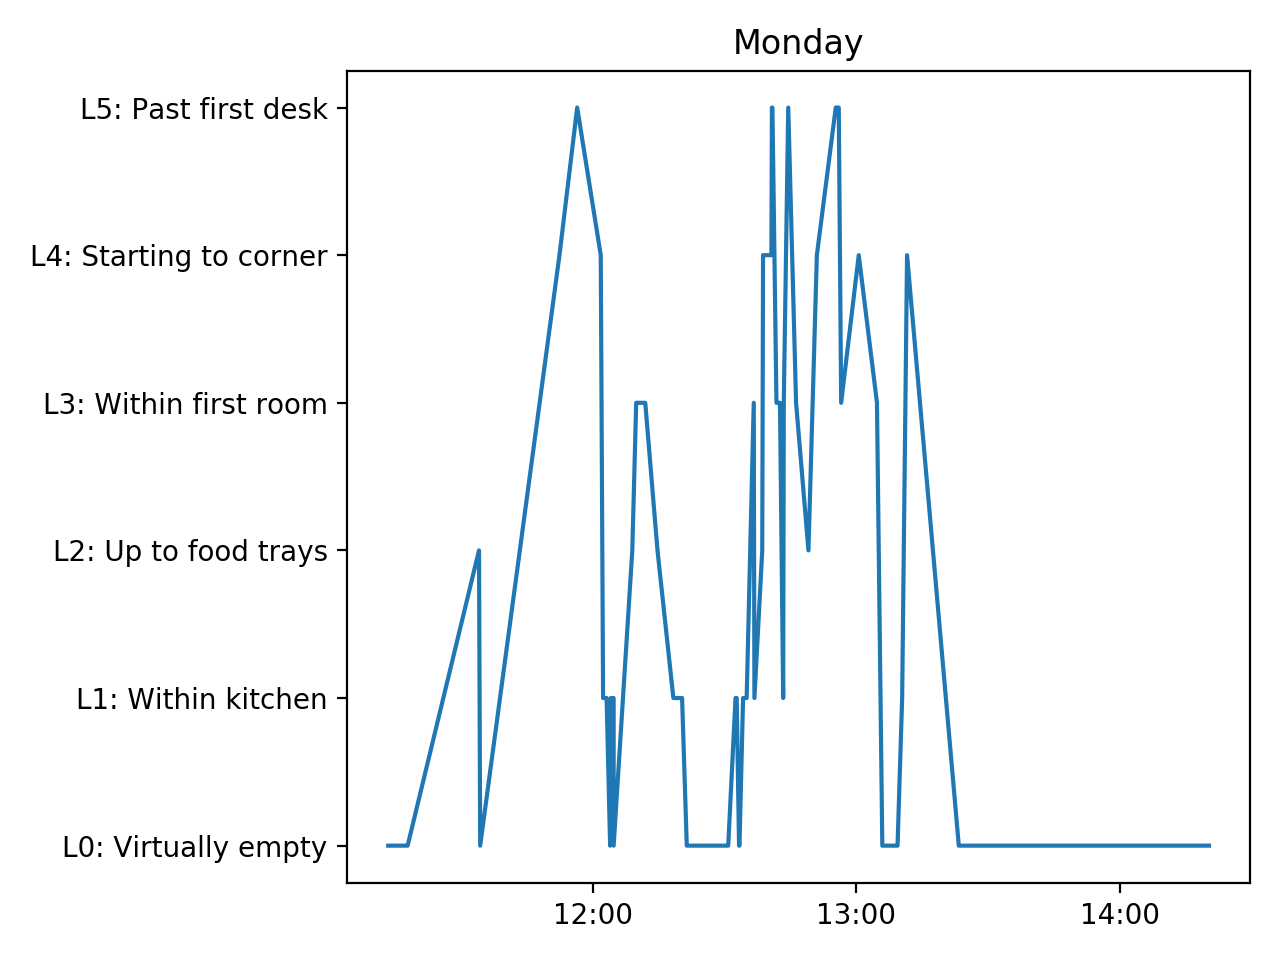 Monday
L5: Past first desk
L4: Starting to corner
L3: Within first room
L2: Up to food trays
L1: Within kitchen
L0: Virtually empty
12:00
13:00
14:00